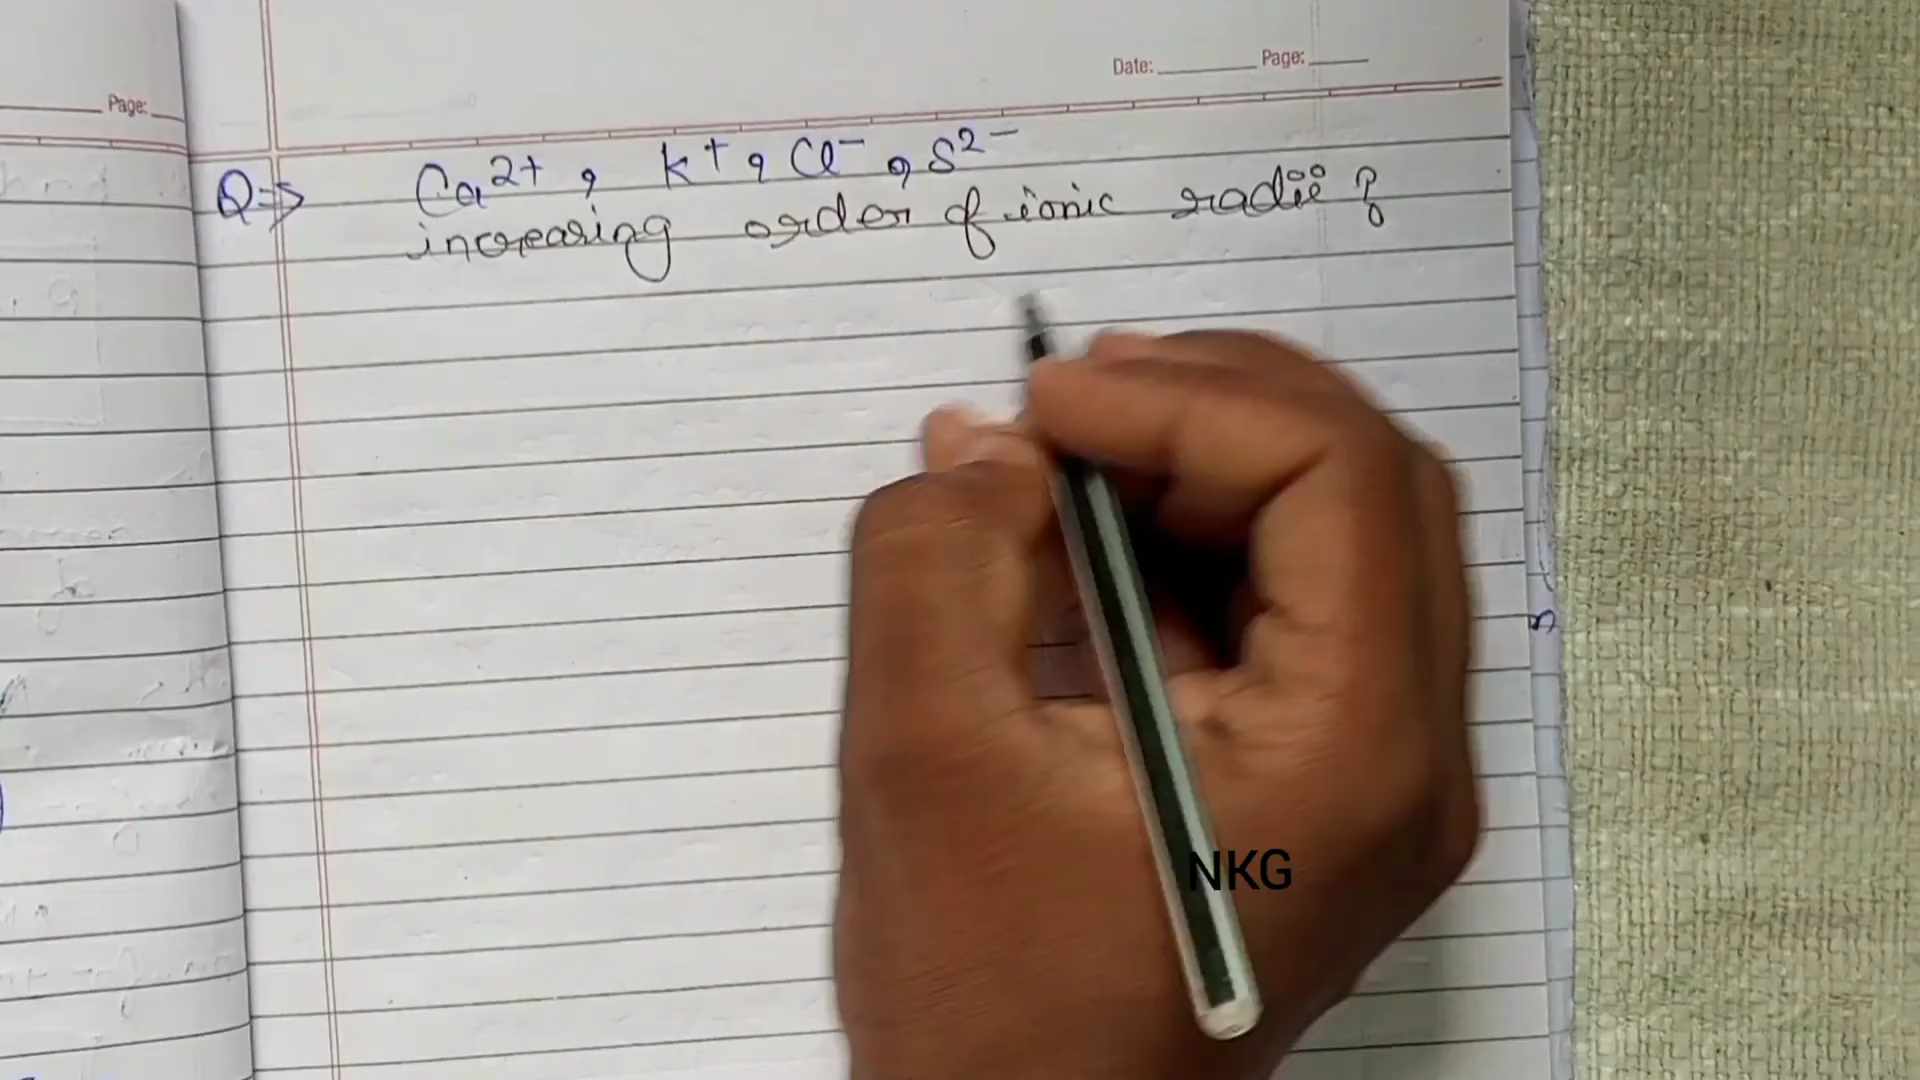 Page:
Date: Page:
Q⇒ Ca²⁺, K⁺, Cl⁻, S²⁻
increasing order of ionic radii?
NKG